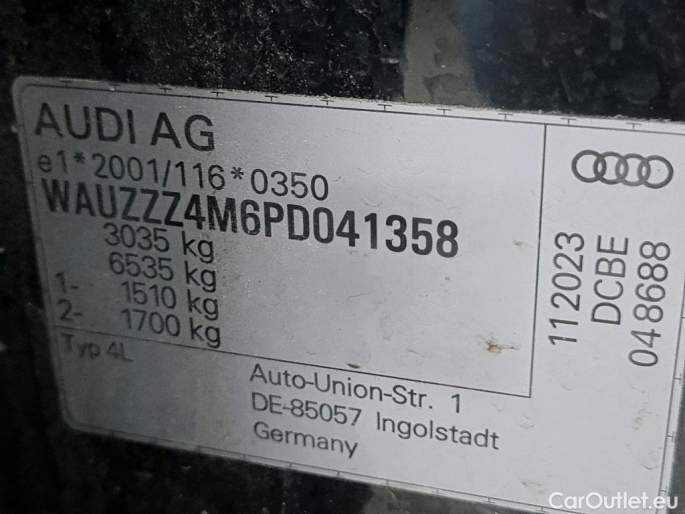 AUDI AG
e1*2001/116*0350
WAUZZZ4M6PD041358
3035 kg
6535 kg
1- 1510 kg
2- 1700 kg
Typ 4L
Auto-Union-Str. 1
DE-85057 Ingolstadt
Germany
112023
DCBE
048688
CarOutlet.eu